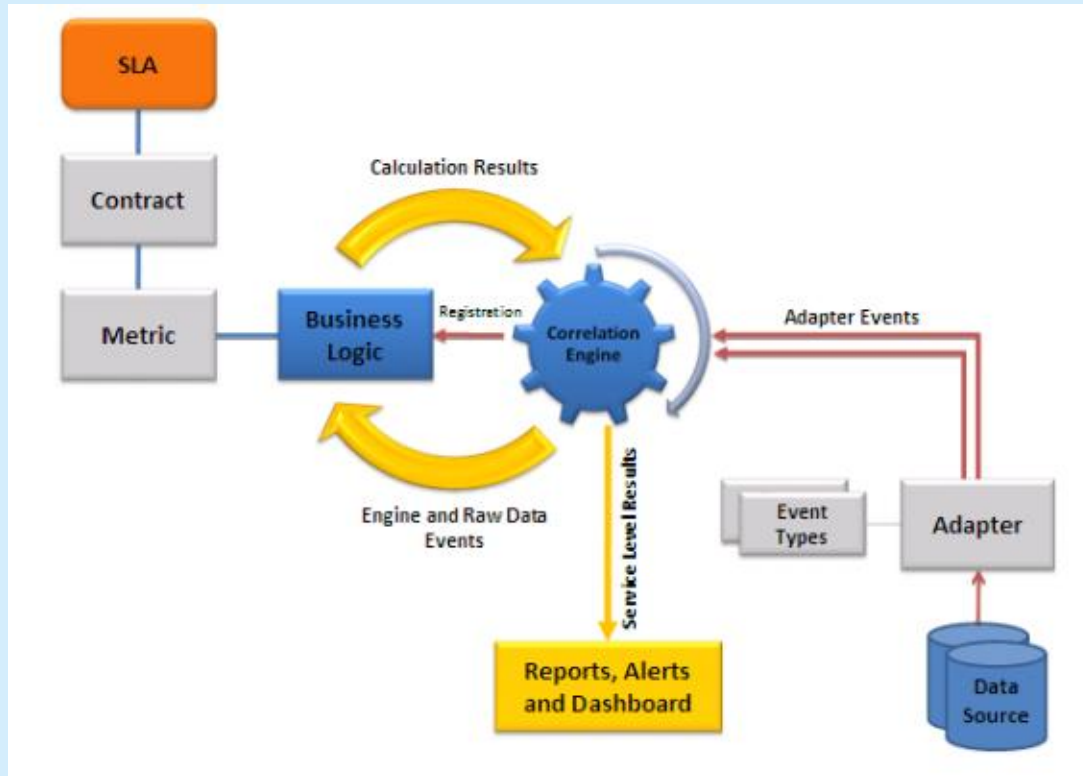 SLA
Contract
Metric
Calculation Results
Business
Logic
Registretion
Correlation
Engine
Adapter Events
Engine and Raw Data
Events
Service Level Results
Event
Types
Adapter
Reports, Alerts
and Dashboard
Data
Source